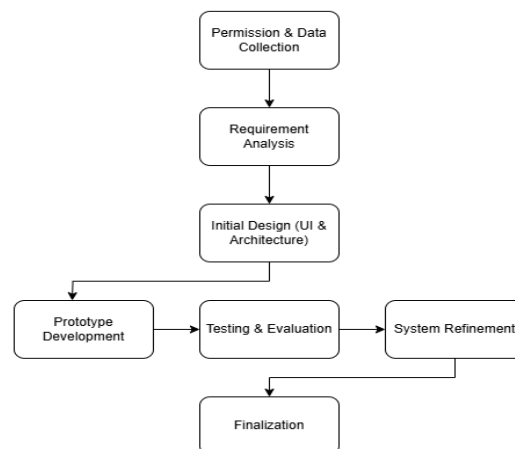 Permission & Data
Collection
Requirement
Analysis
Initial Design (UI &
Architecture)
Prototype
Development
Testing & Evaluation
System Refinement
Finalization